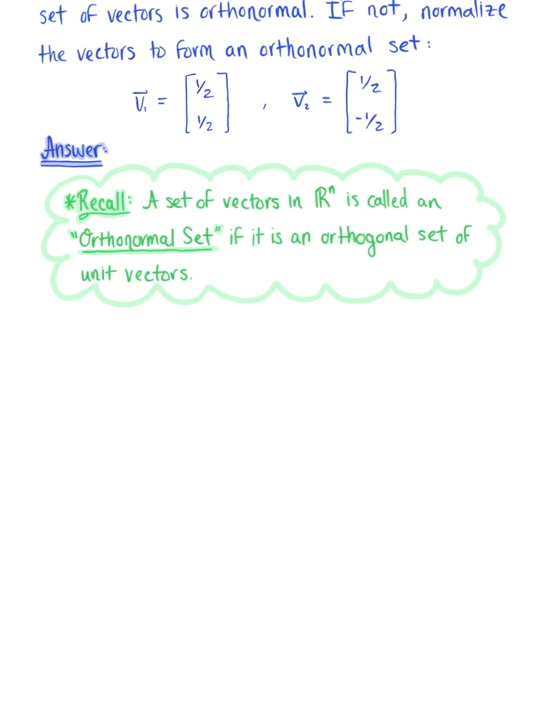 set of vectors is orthonormal. If not, normalize
the vectors to form an orthonormal set:
V⃗₁ = [1/2 1/2] , V⃗₂ = [1/2 -1/2]
Answer:
*Recall: A set of vectors in ℝⁿ is called an
"Orthonormal Set" if it is an orthogonal set of
unit vectors.